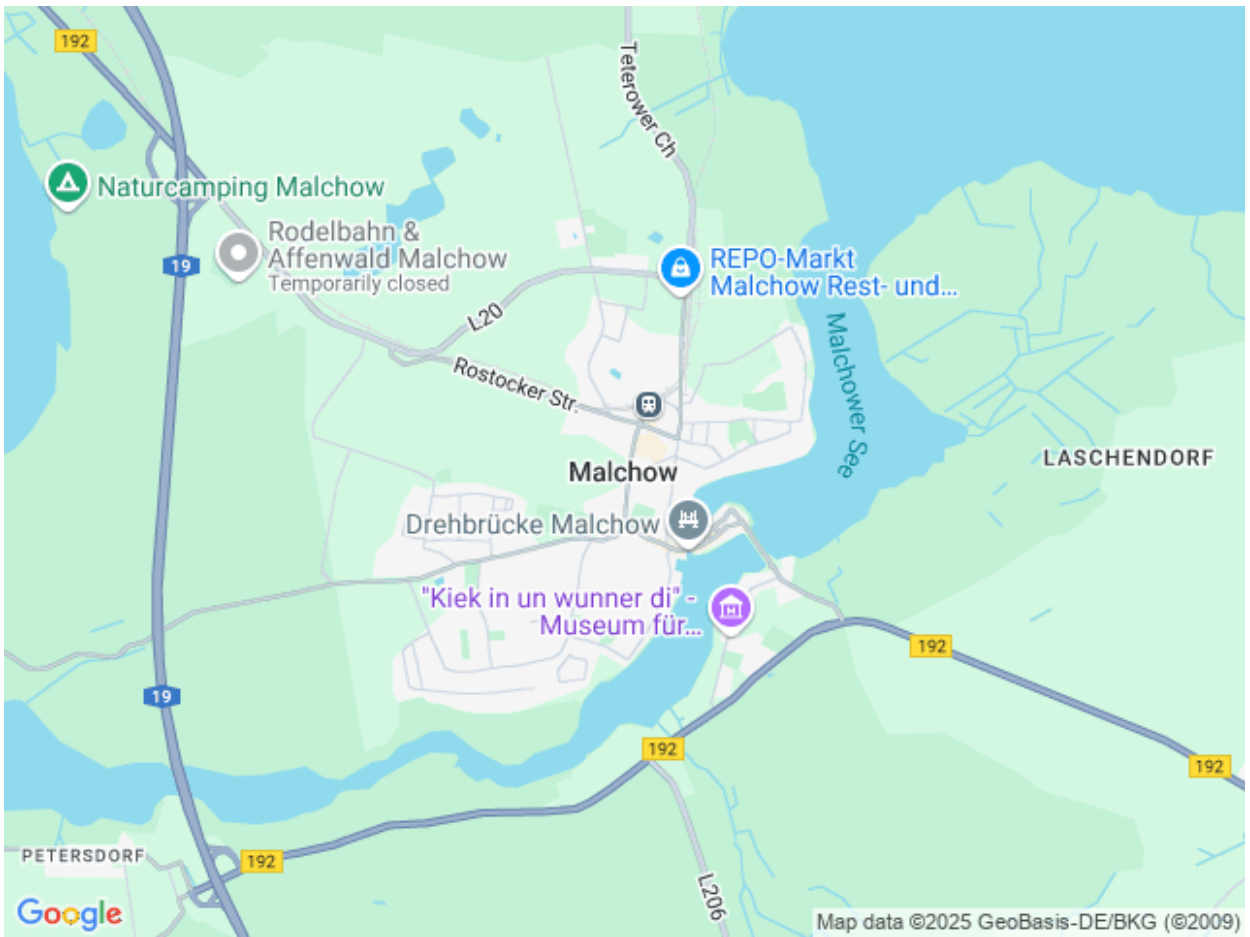 192
Teterower Ch
Naturcamping Malchow
Rodelbahn &
Affenwald Malchow
Temporarily closed
19
REPO-Markt
Malchow Rest- und...
L20
Rostocker Str.
Malchower See
Malchow
LASCHENDORF
Drehbrücke Malchow
"Kiek in un wunner di" -
Museum für...
192
19
192
192
PETERSDORF
192
L206
Google
Map data ©2025 GeoBasis-DE/BKG (©2009)